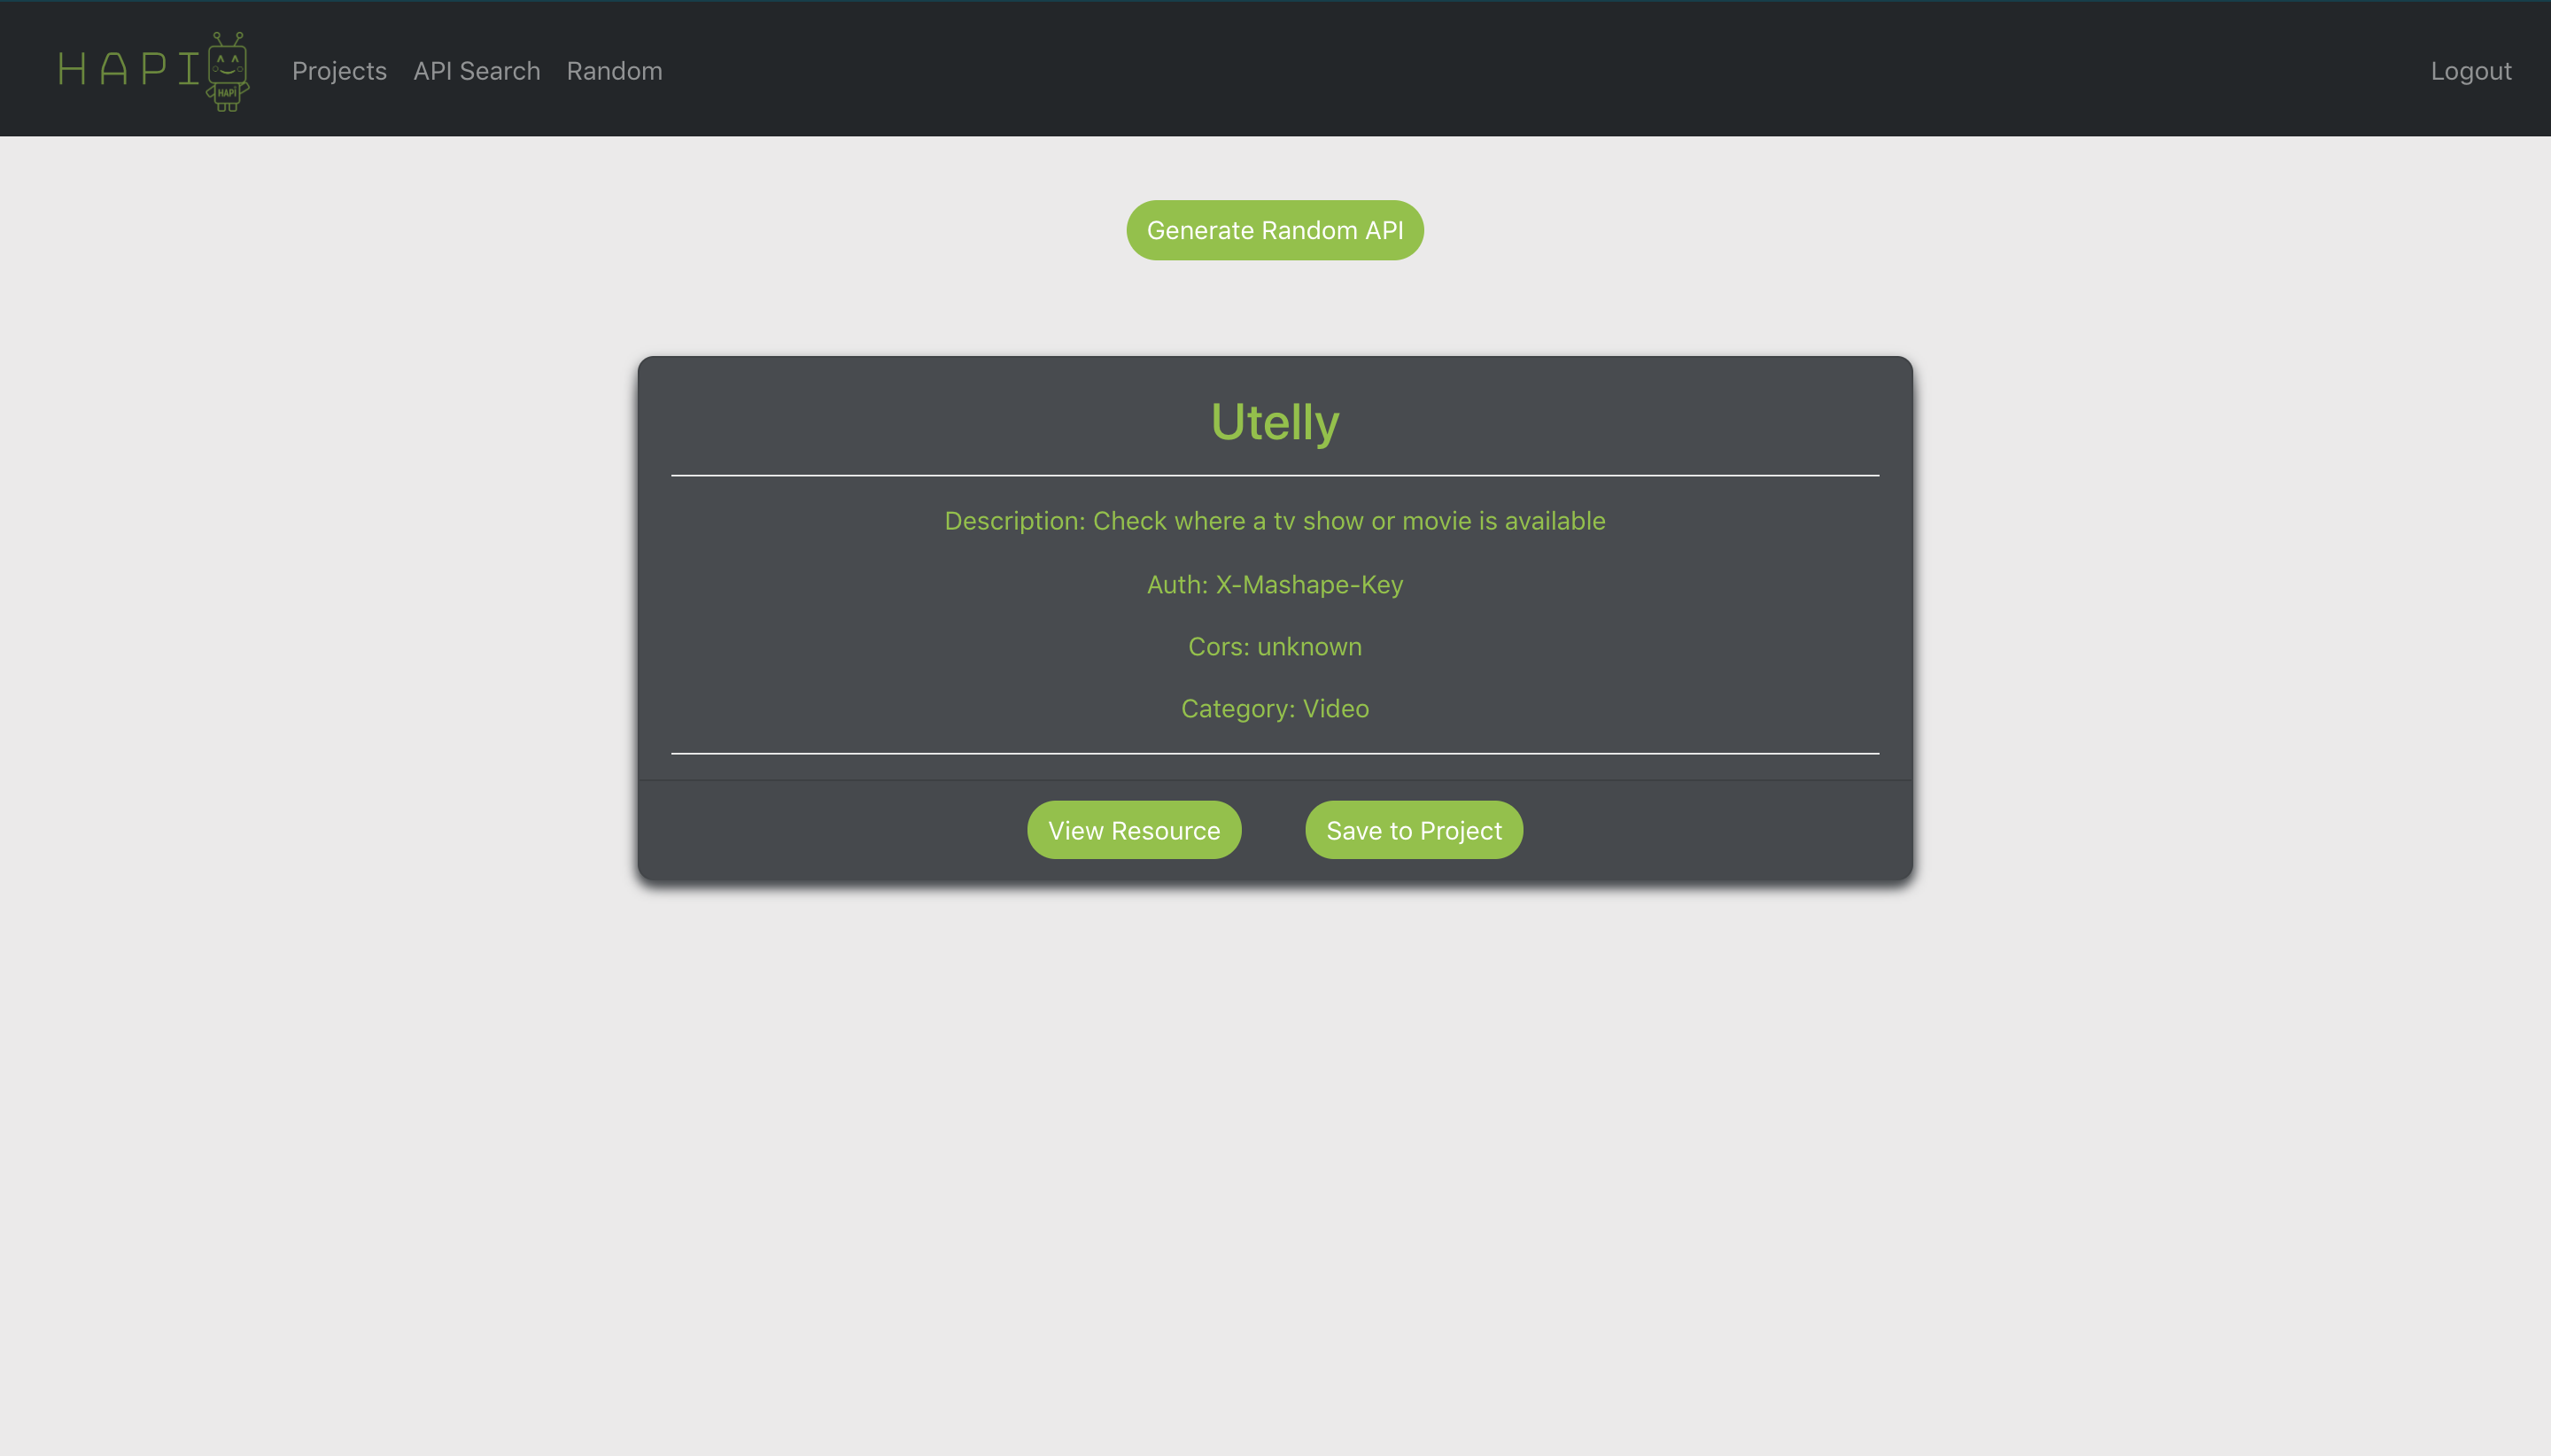 HAPI
HAPI
Projects
API Search
Random
Logout
Generate Random API
Utelly
Description: Check where a tv show or movie is available
Auth: X-Mashape-Key
Cors: unknown
Category: Video
View Resource
Save to Project